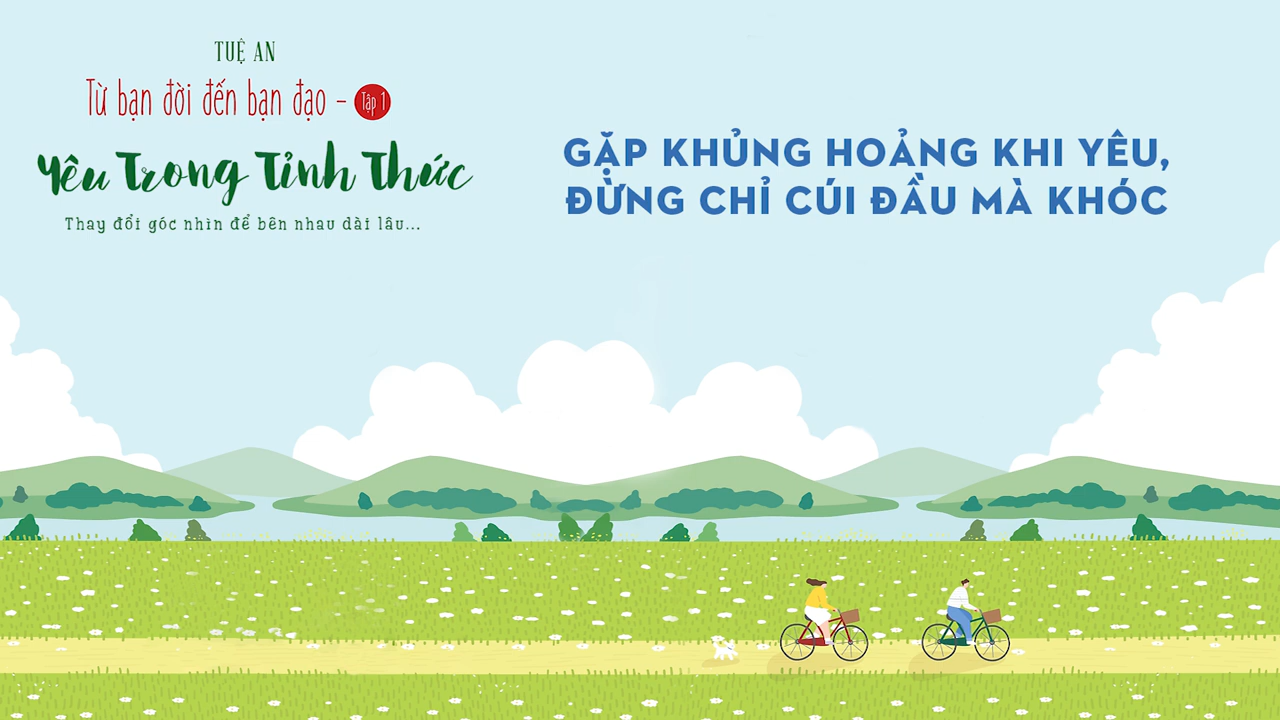 TUỆ AN
Từ bạn đời đến bạn đạo - Tập 1
Yêu Trong Tỉnh Thức
Thay đổi góc nhìn để bên nhau dài lâu...
GẶP KHỦNG HOẢNG KHI YÊU,
ĐỪNG CHỈ CÚI ĐẦU MÀ KHÓC